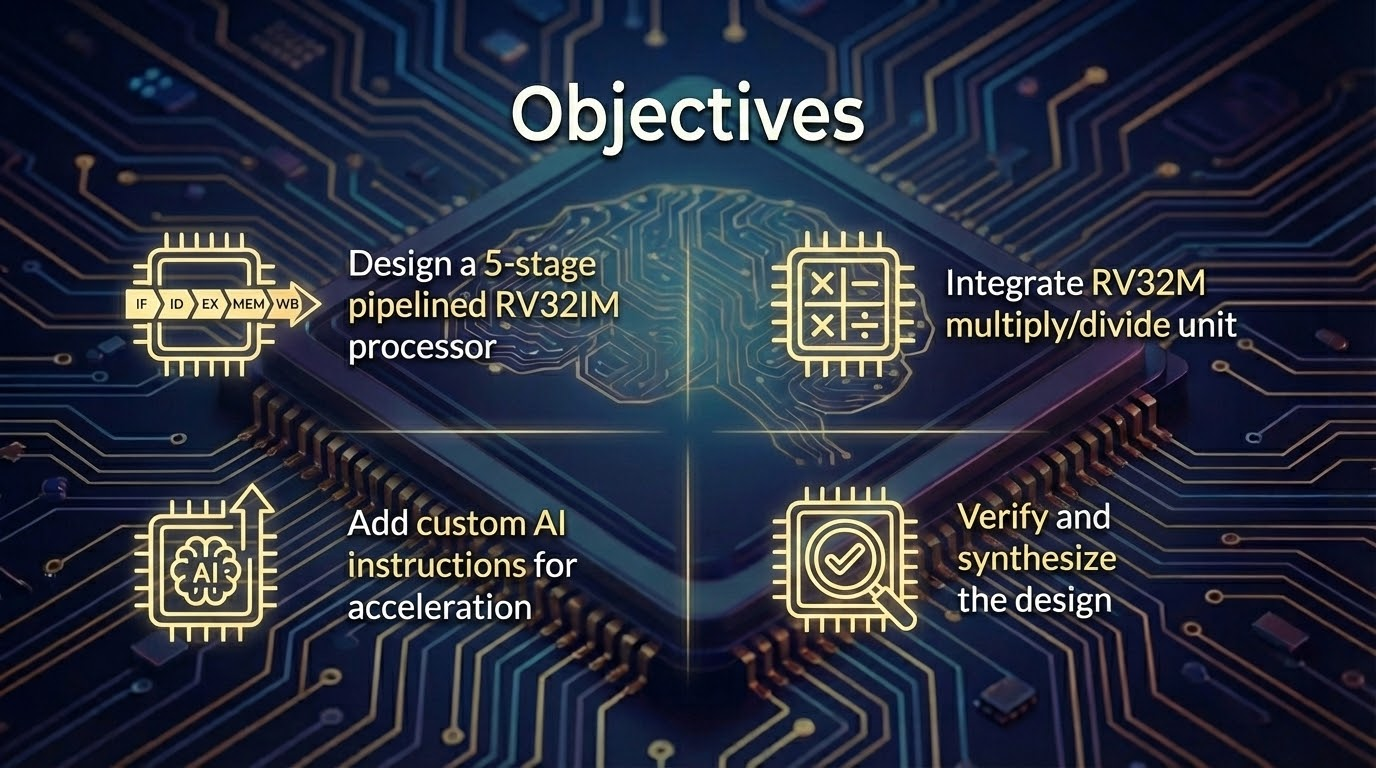 Objectives
IF ID EX MEM WB
Design a 5-stage
pipelined RV32IM
processor
× −
× ÷
Integrate RV32M
multiply/divide unit
AI
Add custom AI
instructions for
acceleration
Verify and
synthesize
the design